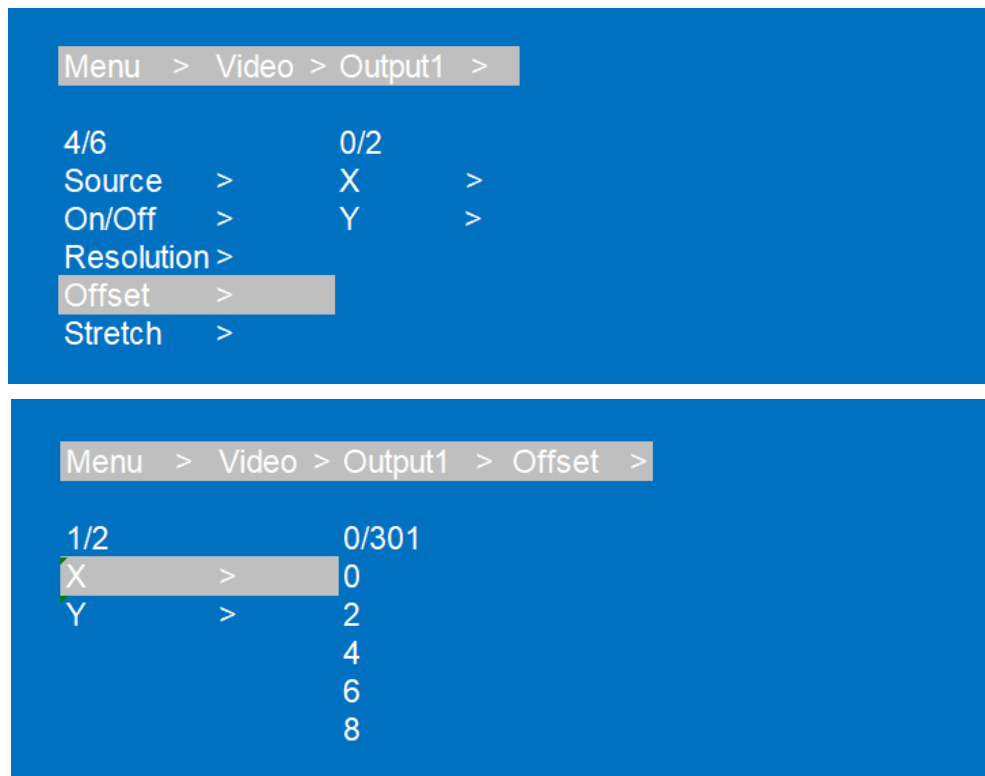 Menu > Video > Output1 >
4/6 0/2
Source > X >
On/Off > Y >
Resolution >
Offset >
Stretch >
Menu > Video > Output1 > Offset >
1/2 0/301
X > 0
Y > 2
4
6
8